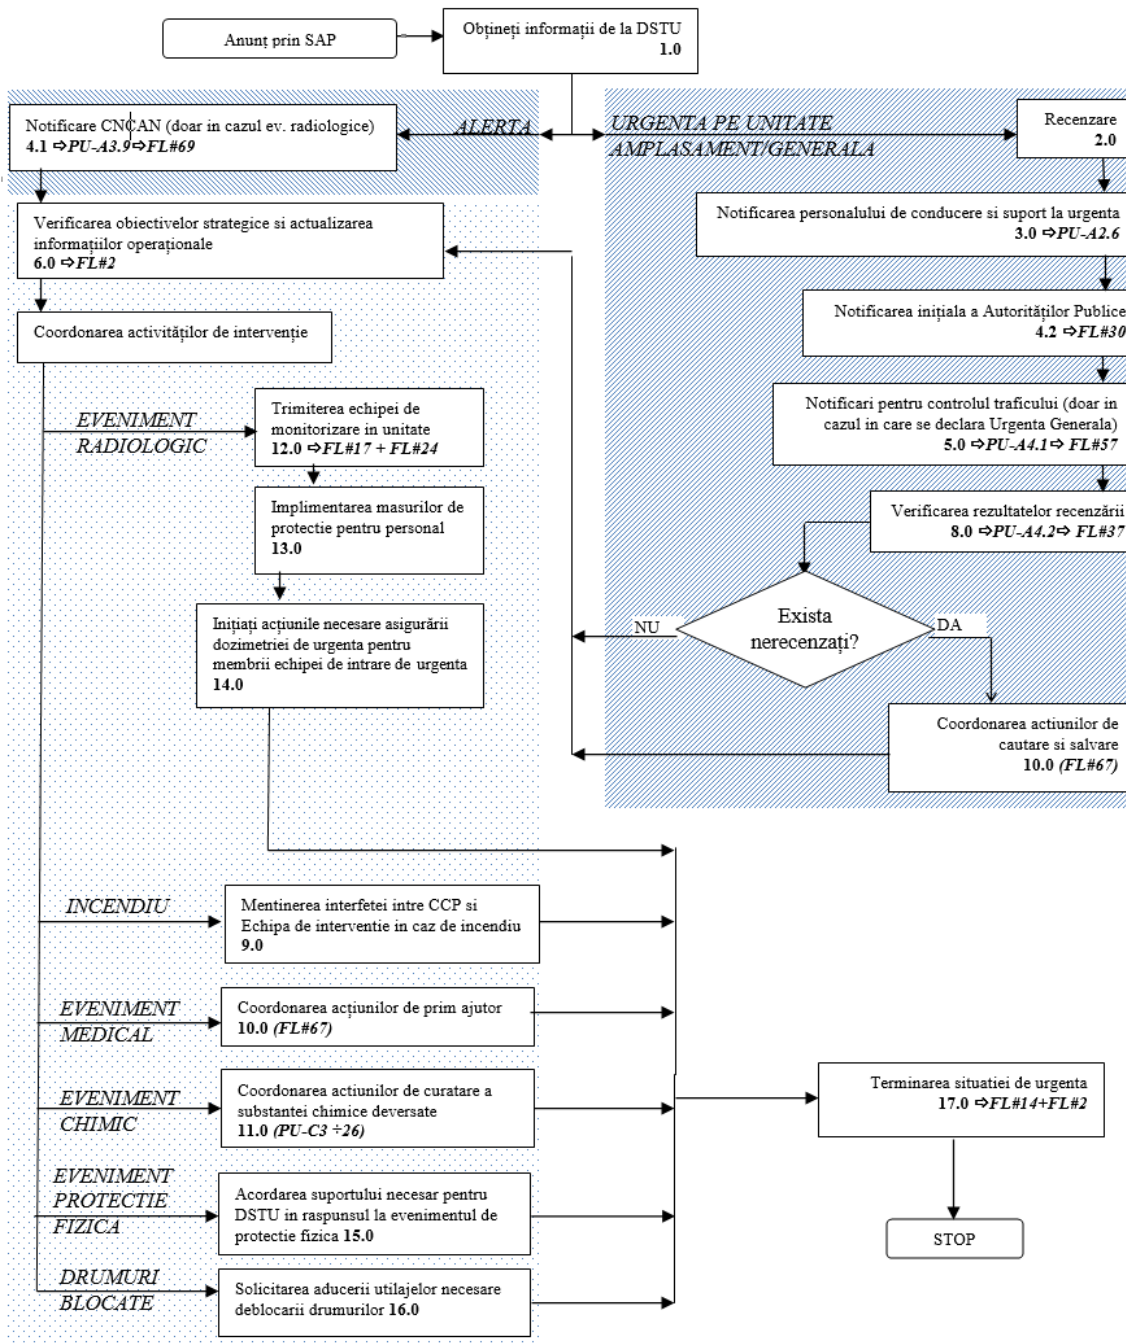 Anunț prin SAP
Obțineți informații de la DSTU
1.0
Notificare CNCAN (doar in cazul ev. radiologice)
4.1 ⇨PU-A3.9⇨FL#69
ALERTA
URGENTA PE UNITATE
AMPLASAMENT/GENERALA
Recenzare
2.0
Notificarea personalului de conducere si suport la urgenta
3.0 ⇨PU-A2.6
Verificarea obiectivelor strategice si actualizarea
informațiilor operaționale
6.0 ⇨FL#2
Notificarea inițiala a Autorităților Publice
4.2 ⇨FL#30
Coordonarea activităților de intervenție
Notificari pentru controlul traficului (doar in
cazul in care se declara Urgenta Generala)
5.0 ⇨PU-A4.1⇨ FL#57
EVENIMENT
RADIOLOGIC
Trimiterea echipei de
monitorizare in unitate
12.0 ⇨FL#17 + FL#24
Verificarea rezultatelor recenzării
8.0 ⇨PU-A4.2⇨ FL#37
Implimentarea masurilor de
protectie pentru personal
13.0
Exista
nerecenzați?
NU
DA
Inițiați acțiunile necesare asigurării
dozimetriei de urgenta pentru
membrii echipei de intrare de urgenta
14.0
Coordonarea actiunilor de
cautare si salvare
10.0 (FL#67)
INCENDIU
Mentinerea interfetei intre CCP si
Echipa de interventie in caz de incendiu
9.0
EVENIMENT
MEDICAL
Coordonarea acțiunilor de prim ajutor
10.0 (FL#67)
EVENIMENT
CHIMIC
Coordonarea actiunilor de curatare a
substantei chimice deversate
11.0 (PU-C3 ÷26)
Terminarea situatiei de urgenta
17.0 ⇨FL#14+FL#2
EVENIMENT
PROTECTIE
FIZICA
Acordarea suportului necesar pentru
DSTU in raspunsul la evenimentul de
protectie fizica 15.0
STOP
DRUMURI
BLOCATE
Solicitarea aducerii utilajelor necesare
deblocarii drumurilor 16.0